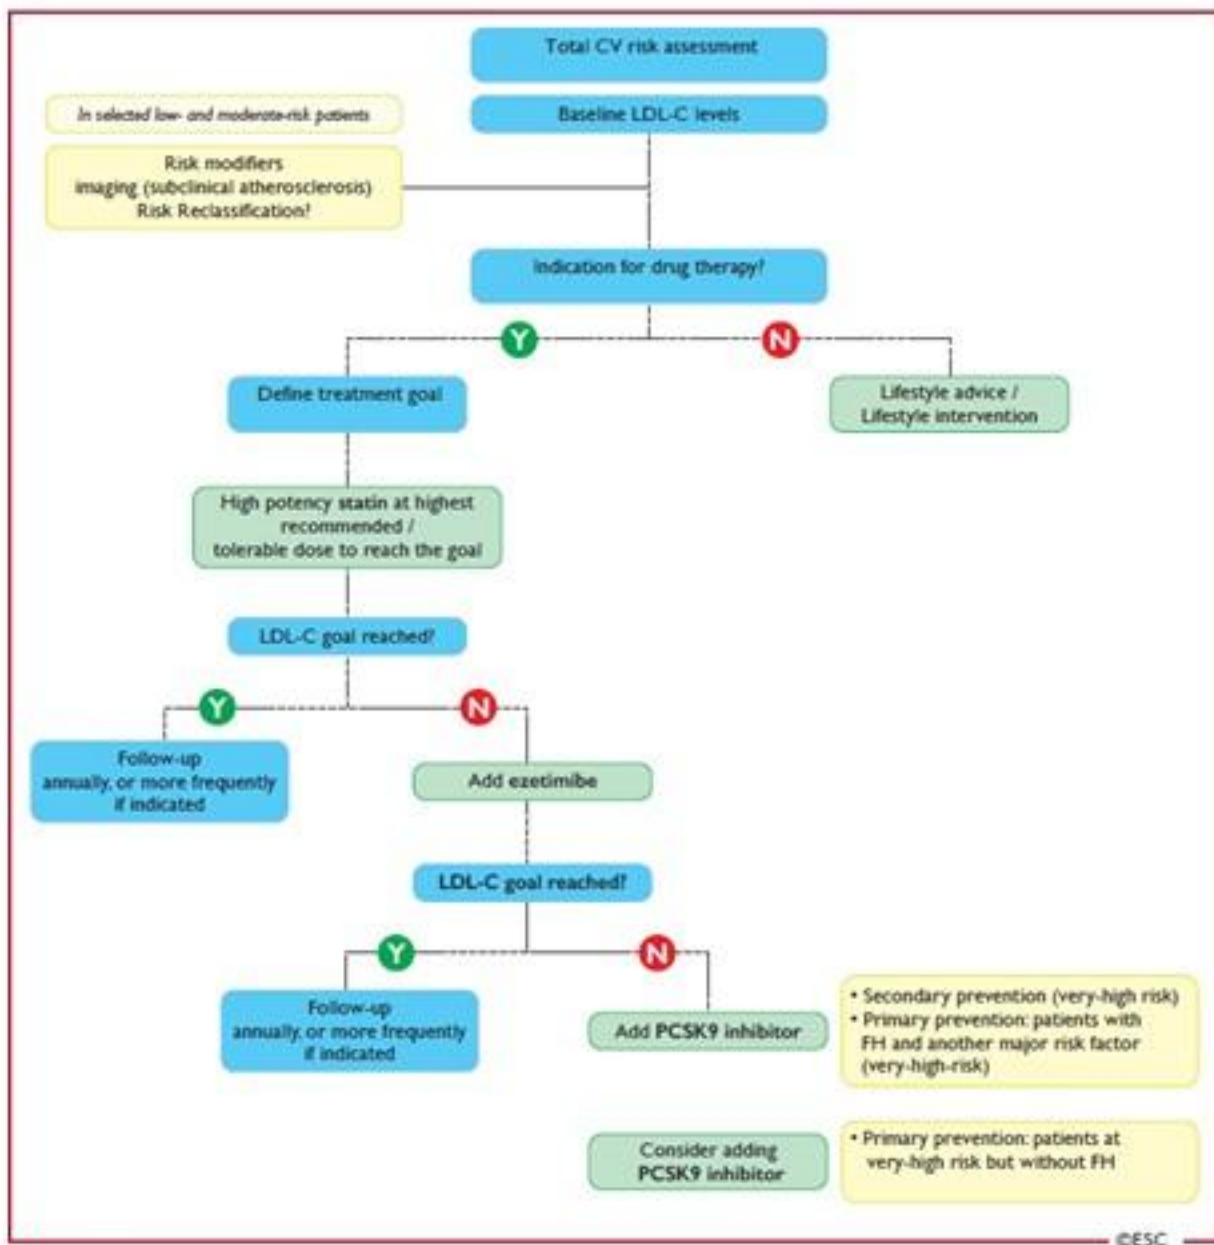 Total CV risk assessment
In selected low- and moderate-risk patients
Baseline LDL-C levels
Risk modifiers
imaging (subclinical atherosclerosis)
Risk Reclassification?
Indication for drug therapy?
Y
N
Define treatment goal
Lifestyle advice /
Lifestyle intervention
High potency statin at highest
recommended /
tolerable dose to reach the goal
LDL-C goal reached?
Y
N
Follow-up
annually, or more frequently
if indicated
Add ezetimibe
LDL-C goal reached?
Y
N
Follow-up
annually, or more frequently
if indicated
Add PCSK9 inhibitor
• Secondary prevention (very-high risk)
• Primary prevention: patients with
FH and another major risk factor
(very-high-risk)
Consider adding
PCSK9 inhibitor
• Primary prevention: patients at
very-high risk but without FH
©ESC